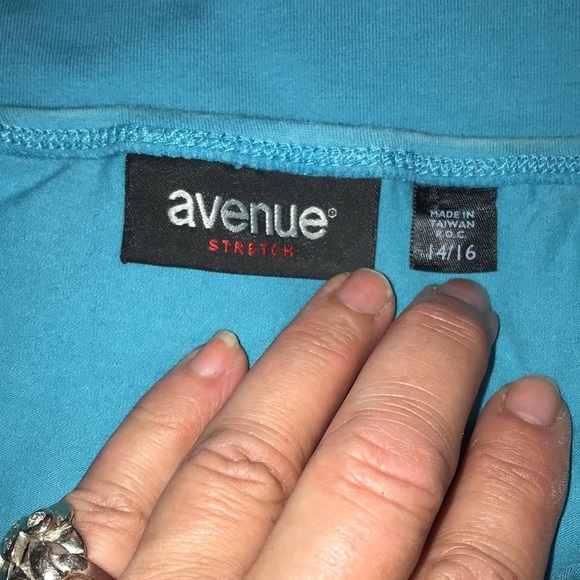 avenue®
STRETCH
MADE IN
TAIWAN
R.O.C.
14/16